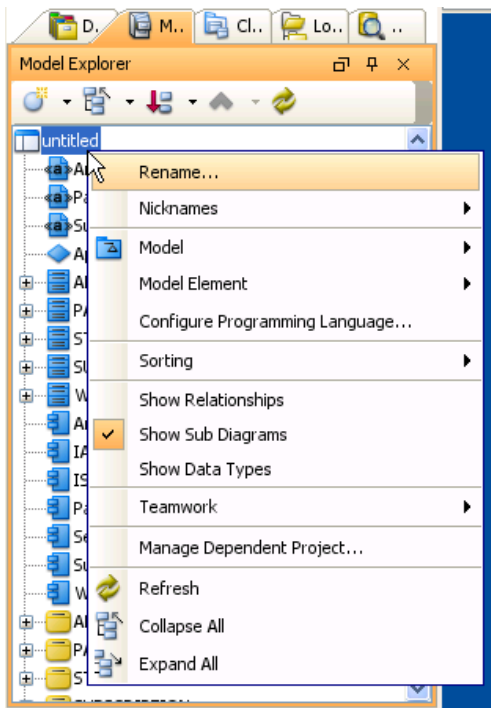 D.
M..
Cl..
Lo..
..
Model Explorer
untitled
Rename...
Nicknames
Model
Model Element
Configure Programming Language...
Sorting
Show Relationships
Show Sub Diagrams
Show Data Types
Teamwork
Manage Dependent Project...
Refresh
Collapse All
Expand All